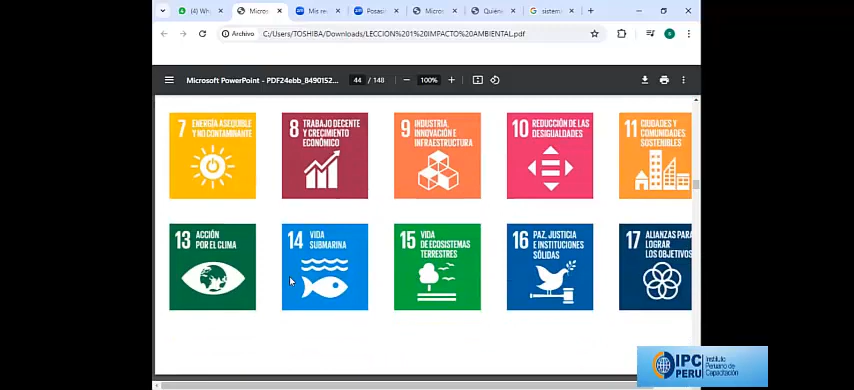 (4) Wh
Micros
Mis re
Posas
Micros
Quién
sistem
Archivo
C:/Users/TOSHIBA/Downloads/LECCION%201%20IMPACTO%20AMBIENTAL.pdf
Microsoft PowerPoint - PDF24ebb_8490152...
44 / 148
100%
7 ENERGÍA ASEQUIBLE
Y NO CONTAMINANTE
8 TRABAJO DECENTE
Y CRECIMIENTO
ECONÓMICO
9 INDUSTRIA,
INNOVACIÓN E
INFRAESTRUCTURA
10 REDUCCIÓN DE LAS
DESIGUALDADES
11 CIUDADES Y
COMUNIDADES
SOSTENIBLES
13 ACCIÓN
POR EL CLIMA
14 VIDA
SUBMARINA
15 VIDA
DE ECOSISTEMAS
TERRESTRES
16 PAZ, JUSTICIA
E INSTITUCIONES
SÓLIDAS
17 ALIANZAS PARA
LOGRAR
LOS OBJETIVOS
IPC
PERU
Instituto
Peruano de
Capacitación